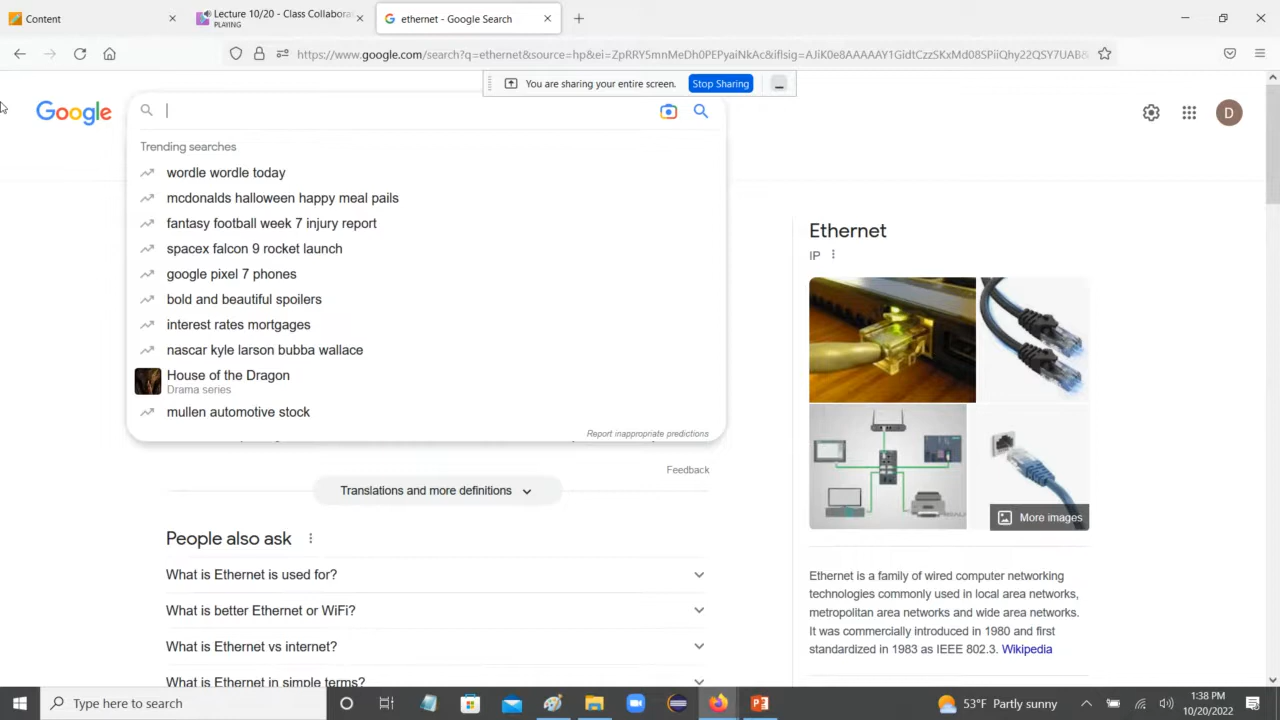 Content
Lecture 10/20 - Class Collabora
PLAYING
ethernet - Google Search
https://www.google.com/search?q=ethernet&source=hp&ei=ZpRRY5mnMeDh0PEPyaiNkAc&iflsig=AJiK0e8AAAAAY1GidtCzzSKxMd08SPiiQhy22QSY7UAB&
You are sharing your entire screen.
Stop Sharing
Google
D
Trending searches
wordle wordle today
mcdonalds halloween happy meal pails
fantasy football week 7 injury report
spacex falcon 9 rocket launch
google pixel 7 phones
bold and beautiful spoilers
interest rates mortgages
nascar kyle larson bubba wallace
House of the Dragon
Drama series
mullen automotive stock
Report inappropriate predictions
Feedback
Translations and more definitions
People also ask
What is Ethernet is used for?
What is better Ethernet or WiFi?
What is Ethernet vs internet?
What is Ethernet in simple terms?
Ethernet
IP
More images
Ethernet is a family of wired computer networking
technologies commonly used in local area networks,
metropolitan area networks and wide area networks.
It was commercially introduced in 1980 and first
standardized in 1983 as IEEE 802.3. Wikipedia
Type here to search
53°F Partly sunny
1:38 PM
10/20/2022